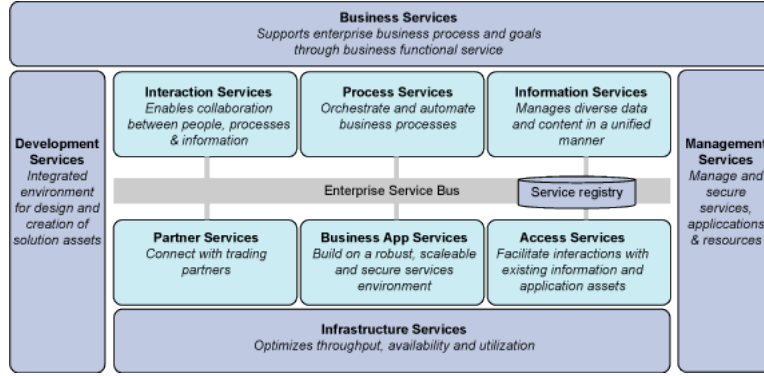 Business Services
Supports enterprise business process and goals
through business functional service
Development
Services
Integrated
environment
for design and
creation of
solution assets
Interaction Services
Enables collaboration
between people, processes
& information
Process Services
Orchestrate and automate
business processes
Information Services
Manages diverse data
and content in a unified
manner
Management
Services
Manage and
secure
services,
appliccations
& resources
Enterprise Service Bus
Service registry
Partner Services
Connect with trading
partners
Business App Services
Build on a robust, scaleable
and secure services
environment
Access Services
Facilitate interactions with
existing information and
application assets
Infrastructure Services
Optimizes throughput, availability and utilization